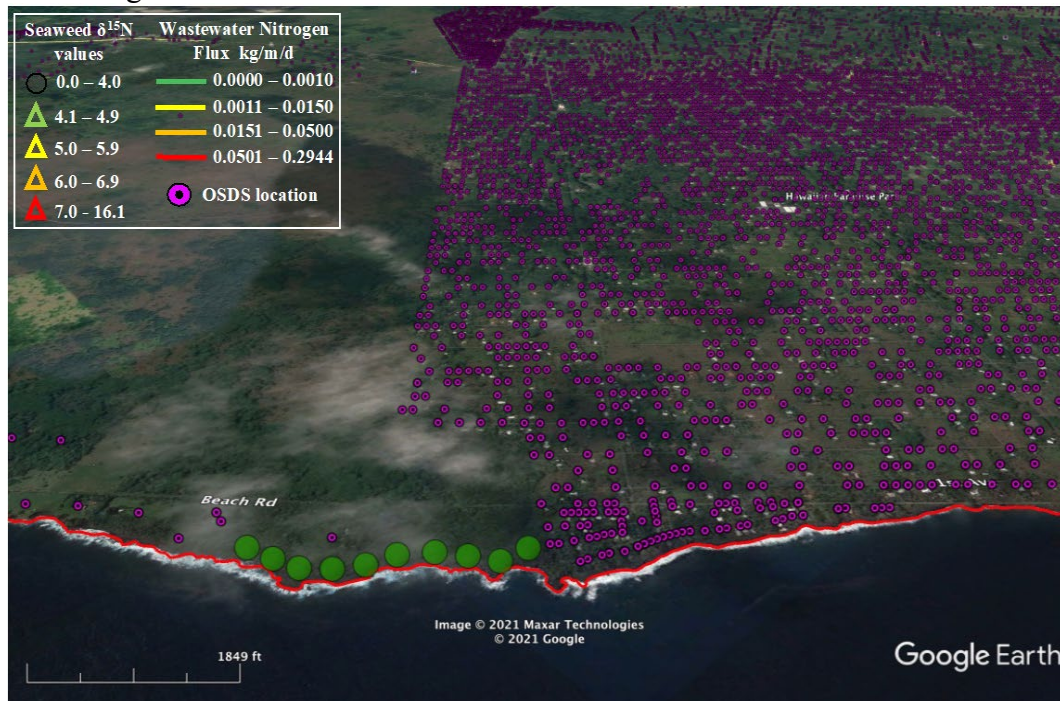 Seaweed δ¹⁵N
values
0.0 – 4.0
4.1 – 4.9
5.0 – 5.9
6.0 – 6.9
7.0 - 16.1
Wastewater Nitrogen
Flux kg/m/d
0.0000 – 0.0010
0.0011 – 0.0150
0.0151 – 0.0500
0.0501 – 0.2944
OSDS location
Beach Rd
Image © 2021 Maxar Technologies
© 2021 Google
1849 ft
Google Earth